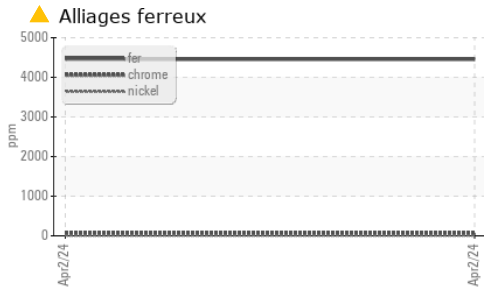 Alliages ferreux
5000
4000
3000
2000
1000
0
ppm
fer
chrome
nickel
Apr2/24
Apr2/24